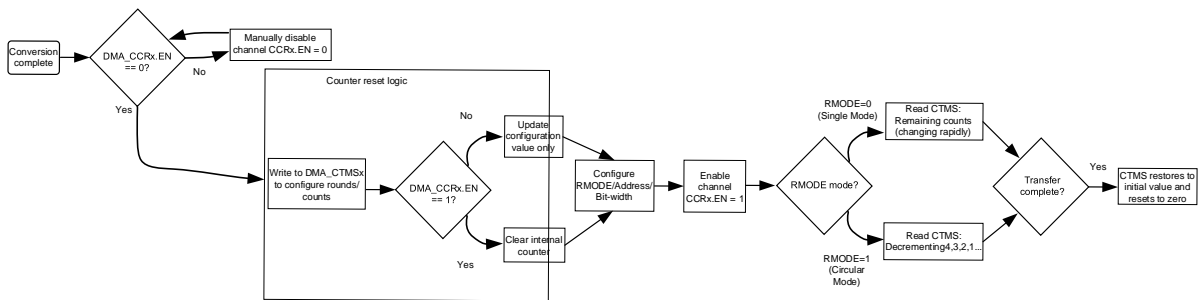 Conversion
complete
DMA_CCRx.EN
== 0?
Manually disable
channel CCRx.EN = 0
No
Yes
Counter reset logic
Write to DMA_CTMSx
to configure rounds/
counts
DMA_CCRx.EN
== 1?
No
Yes
Update
configuration
value only
Clear internal
counter
Configure
RMODE/Address/
Bit-width
Enable
channel
CCRx.EN = 1
RMODE mode?
RMODE=0
(Single Mode)
RMODE=1
(Circular
Mode)
Read CTMS:
Remaining counts
(changing rapidly)
Read CTMS:
Decrementing4,3,2,1...
Transfer
complete?
Yes
CTMS restores to
initial value and
resets to zero